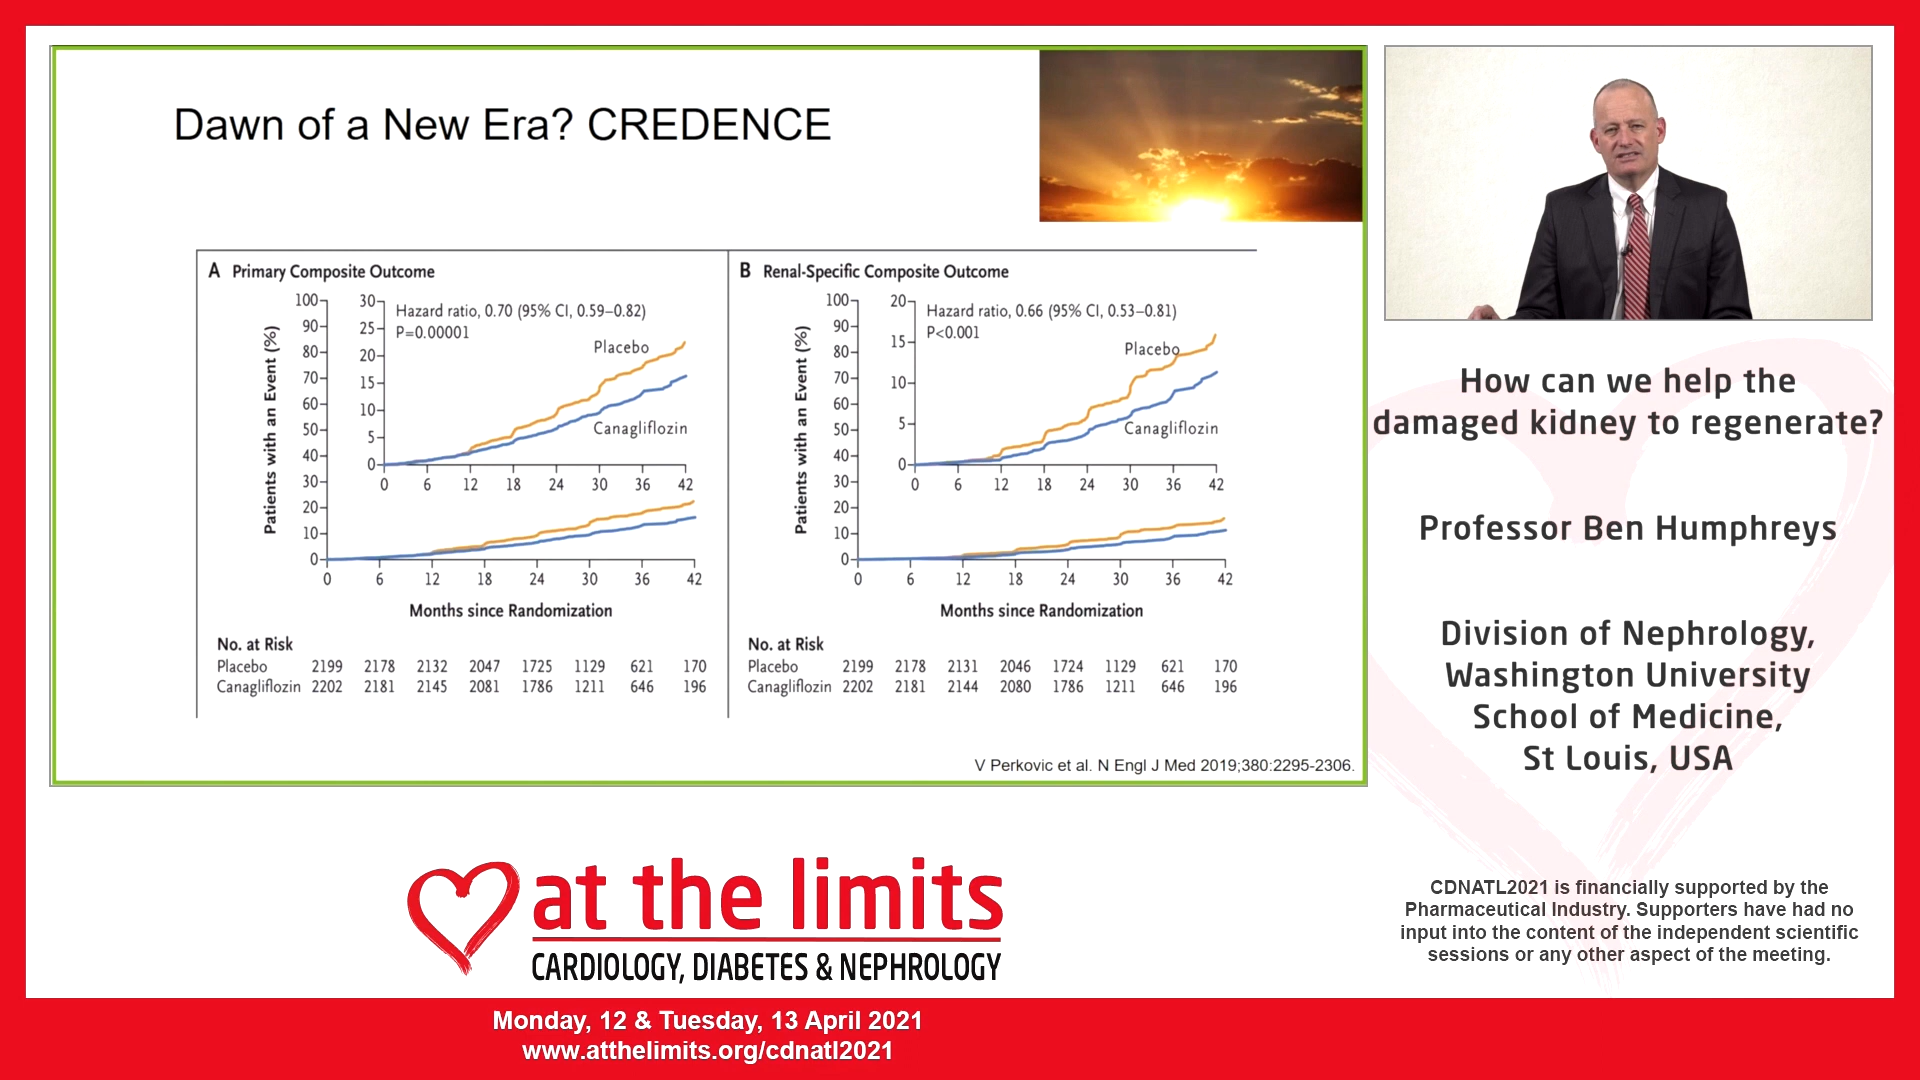 Dawn of a New Era? CREDENCE
A Primary Composite Outcome
Patients with an Event (%)
100
90
80
70
60
50
40
30
20
10
0
30
25
20
15
10
5
0
Hazard ratio, 0.70 (95% CI, 0.59–0.82)
P=0.00001
Placebo
Canagliflozin
0 6 12 18 24 30 36 42
0 6 12 18 24 30 36 42
Months since Randomization
No. at Risk
Placebo 2199 2178 2132 2047 1725 1129 621 170
Canagliflozin 2202 2181 2145 2081 1786 1211 646 196
B Renal-Specific Composite Outcome
Patients with an Event (%)
100
90
80
70
60
50
40
30
20
10
0
20
15
10
5
0
Hazard ratio, 0.66 (95% CI, 0.53–0.81)
P<0.001
Placebo
Canagliflozin
0 6 12 18 24 30 36 42
0 6 12 18 24 30 36 42
Months since Randomization
No. at Risk
Placebo 2199 2178 2131 2046 1724 1129 621 170
Canagliflozin 2202 2181 2144 2080 1786 1211 646 196
V Perkovic et al. N Engl J Med 2019;380:2295-2306.
How can we help the
damaged kidney to regenerate?
Professor Ben Humphreys
Division of Nephrology,
Washington University
School of Medicine,
St Louis, USA
CDNATL2021 is financially supported by the
Pharmaceutical Industry. Supporters have had no
input into the content of the independent scientific
sessions or any other aspect of the meeting.
at the limits
CARDIOLOGY, DIABETES & NEPHROLOGY
Monday, 12 & Tuesday, 13 April 2021
www.atthelimits.org/cdnatl2021